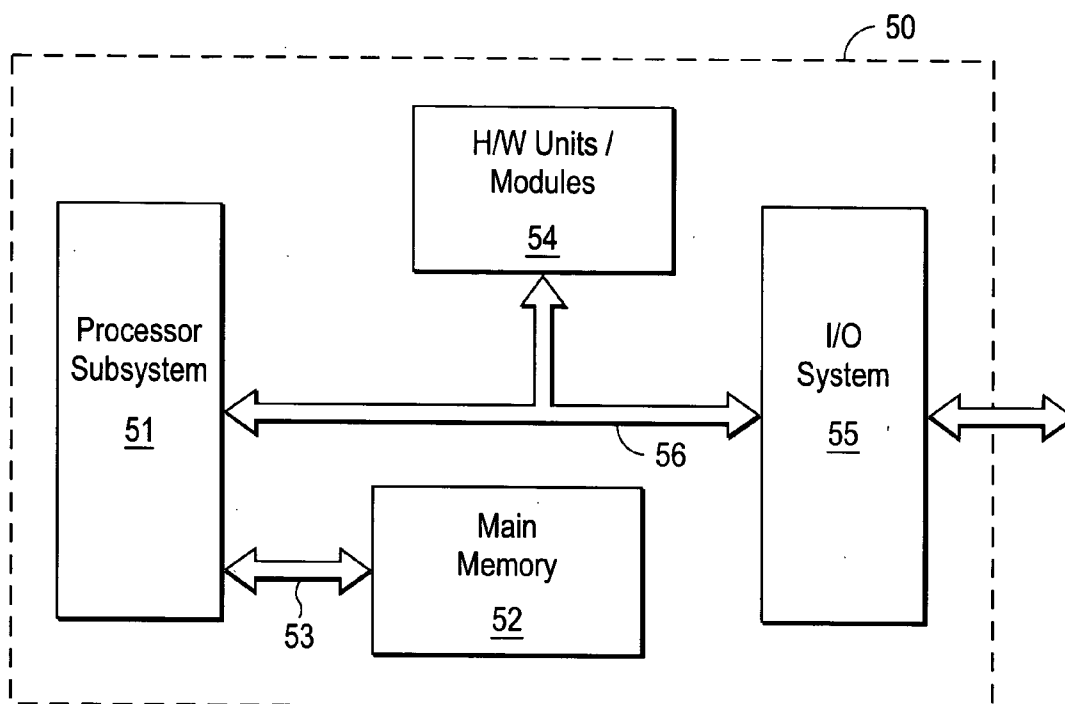 50
H/W Units /
Modules
54
Processor
Subsystem
51
I/O
System
55
56
Main
Memory
52
53